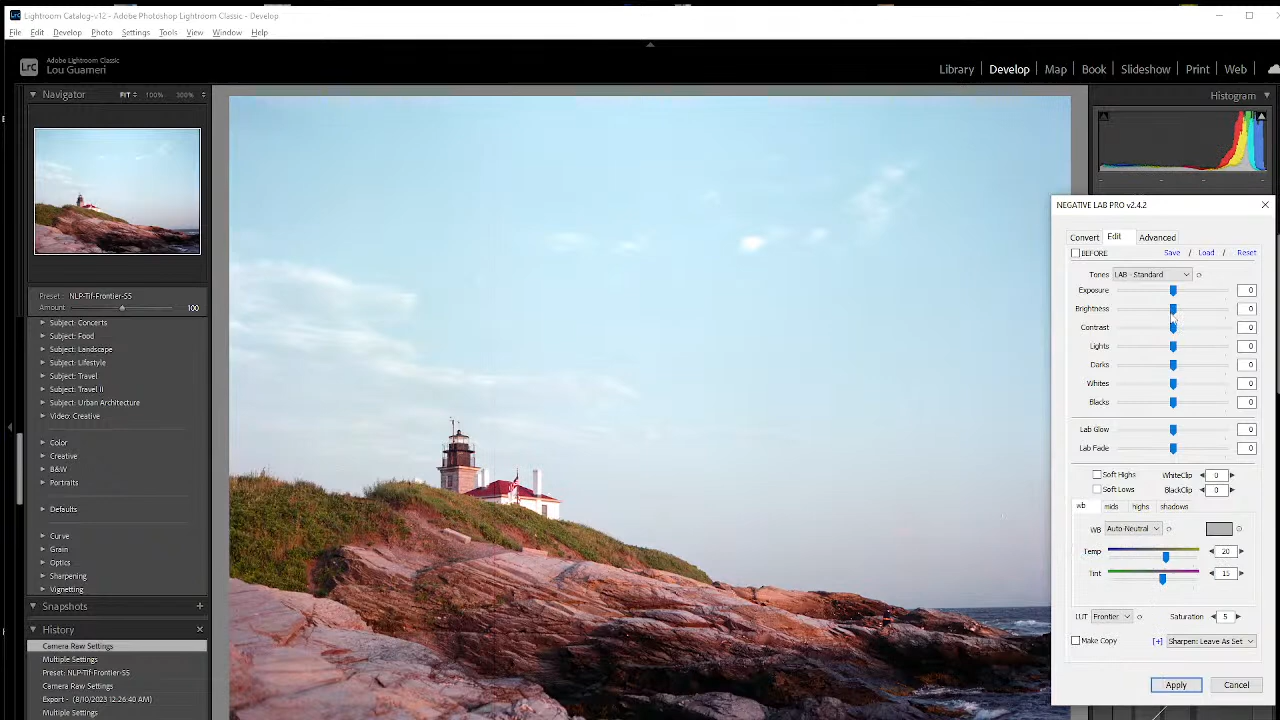 Lightroom Catalog-v12 - Adobe Photoshop Lightroom Classic - Develop
File Edit Develop Photo Settings Tools View Window Help
LrC
Adobe Lightroom Classic
Lou Guarneri
Library Develop Map Book Slideshow Print Web
Navigator FIT 100% 300%
Preset: NLP-Tif-Frontier-S5
Amount 100
Subject: Concerts
Subject: Food
Subject: Landscape
Subject: Lifestyle
Subject: Travel
Subject: Travel II
Subject: Urban Architecture
Video: Creative
Color
Creative
B&W
Portraits
Defaults
Curve
Grain
Optics
Sharpening
Vignetting
Snapshots +
History
Camera Raw Settings
Multiple Settings
Preset: NLP-Tif-Frontier-S5
Camera Raw Settings
Export - (8/10/2023 12:26:40 AM)
Multiple Settings
Histogram
NEGATIVE LAB PRO v2.4.2
Convert Edit Advanced
BEFORE Save / Load / Reset
Tones LAB - Standard
Exposure 0
Brightness 0
Contrast 0
Lights 0
Darks 0
Whites 0
Blacks 0
Lab Glow 0
Lab Fade 0
Soft Highs WhiteClip 0
Soft Lows BlackClip 0
wb mids highs shadows
WB Auto-Neutral
Temp 20
Tint 15
LUT Frontier Saturation 5
Make Copy [+] Sharpen: Leave As Set
Apply Cancel